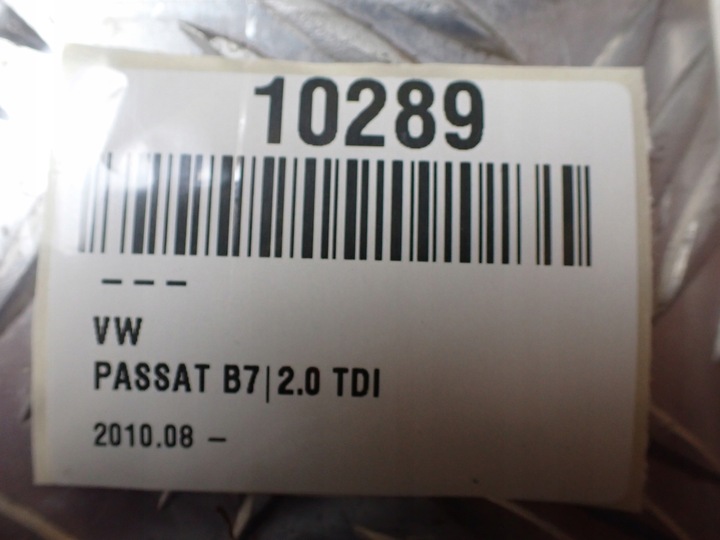 10289
– – –
VW
PASSAT B7|2.0 TDI
2010.08 –